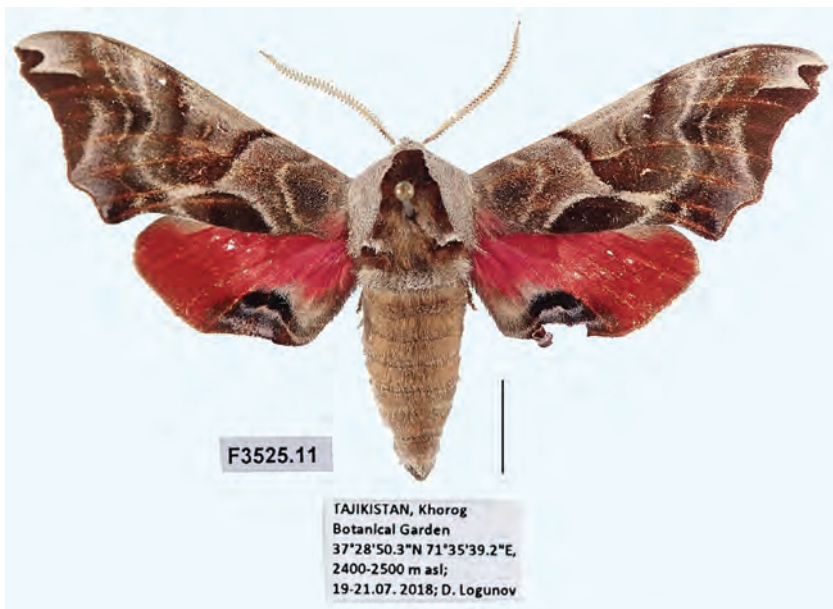 F3525.11
TAJIKISTAN, Khorog
Botanical Garden
37°28'50.3"N 71°35'39.2"E,
2400-2500 m asl;
19-21.07. 2018; D. Logunov